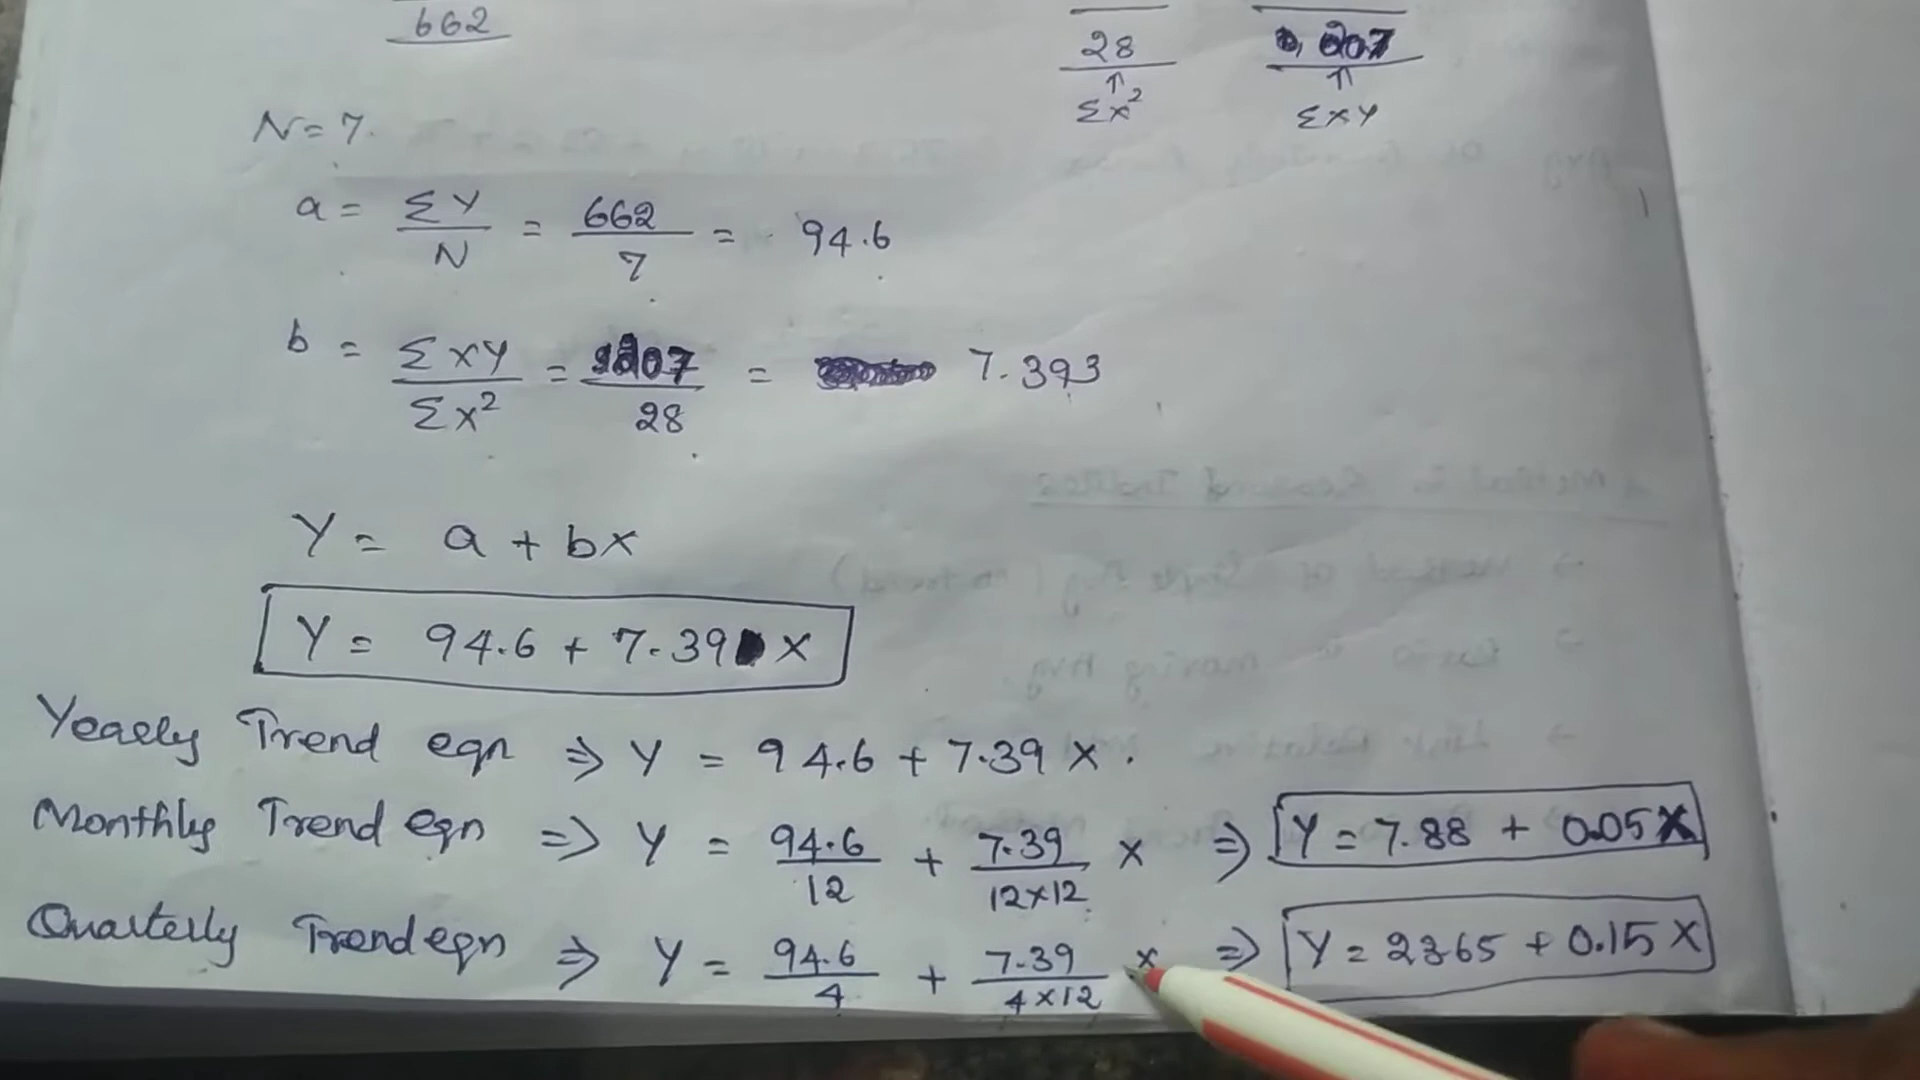 662 28 207
↑ ↑
Σx² Σxy
N = 7.
a = ΣY/N = 662/7 = 94.6
b = ΣXY/ΣX² = 207/28 = 7.393
Y = a + bx
Y = 94.6 + 7.39 x
Yearly Trend eqn ⇒ Y = 94.6 + 7.39 x.
Monthly Trend eqn ⇒ Y = 94.6/12 + 7.39/12×12 x ⇒ Y = 7.88 + 0.05X
Quarterly Trend eqn ⇒ Y = 94.6/4 + 7.39/4×12 x ⇒ Y = 23.65 + 0.15 X